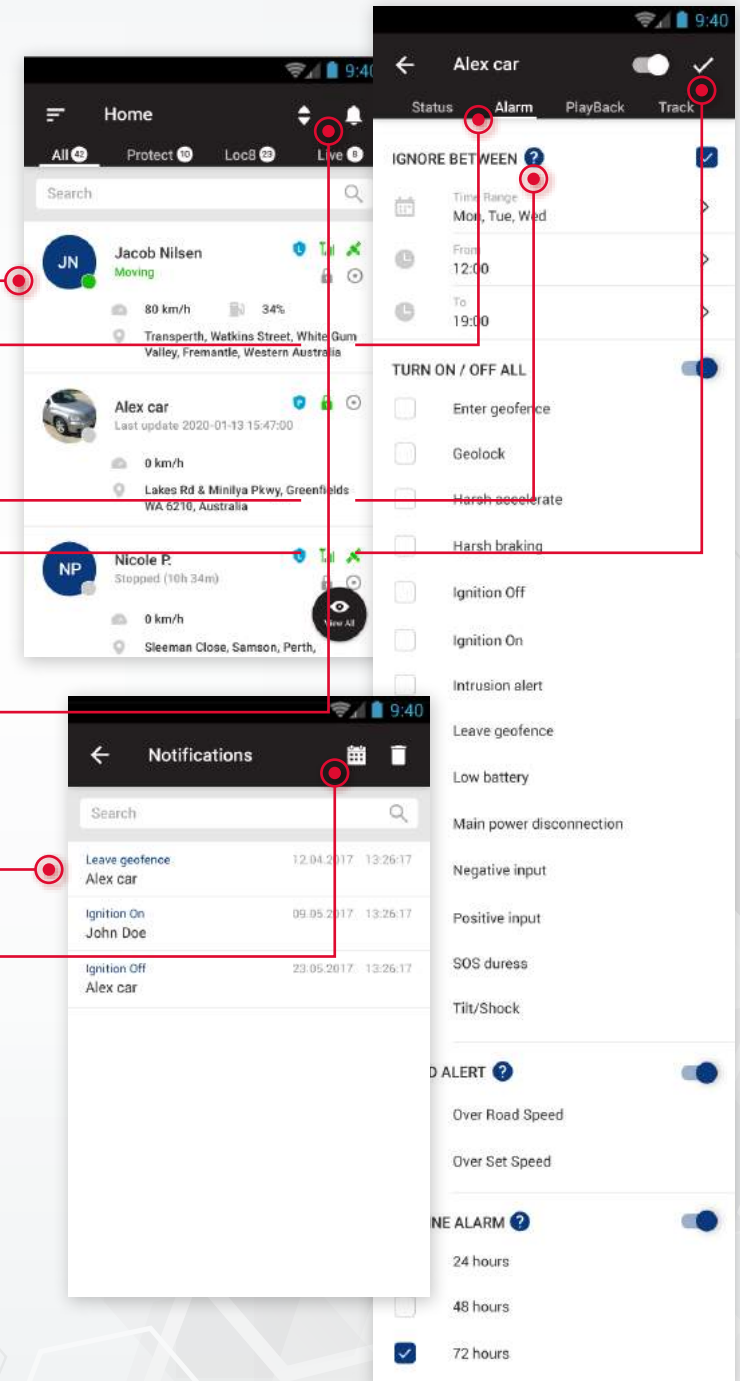 9:40
Home
All 42 Protect 10 Loc8 23 Live 8
Search
JN
Jacob Nilsen
Moving
80 km/h 34%
Transperth, Watkins Street, White Gum
Valley, Fremantle, Western Australia
Alex car
Last update 2020-01-13 15:47:00
0 km/h
Lakes Rd & Minilya Pkwy, Greenfields
WA 6210, Australia
NP
Nicole P.
Stopped (10h 34m)
0 km/h
Sleeman Close, Samson, Perth,
View All
9:40
Alex car
Status Alarm PlayBack Track
IGNORE BETWEEN ?
Time Range
Mon, Tue, Wed
From
12:00
To
19:00
TURN ON / OFF ALL
Enter geofence
Geolock
Harsh accelerate
Harsh braking
Ignition Off
Ignition On
Intrusion alert
Leave geofence
Low battery
Main power disconnection
Negative input
Positive input
SOS duress
Tilt/Shock
D ALERT ?
Over Road Speed
Over Set Speed
NE ALARM ?
24 hours
48 hours
72 hours
9:40
Notifications
Search
Leave geofence 12.04.2017 13:26:17
Alex car
Ignition On 09.05.2017 13:26:17
John Doe
Ignition Off 23.05.2017 13:26:17
Alex car